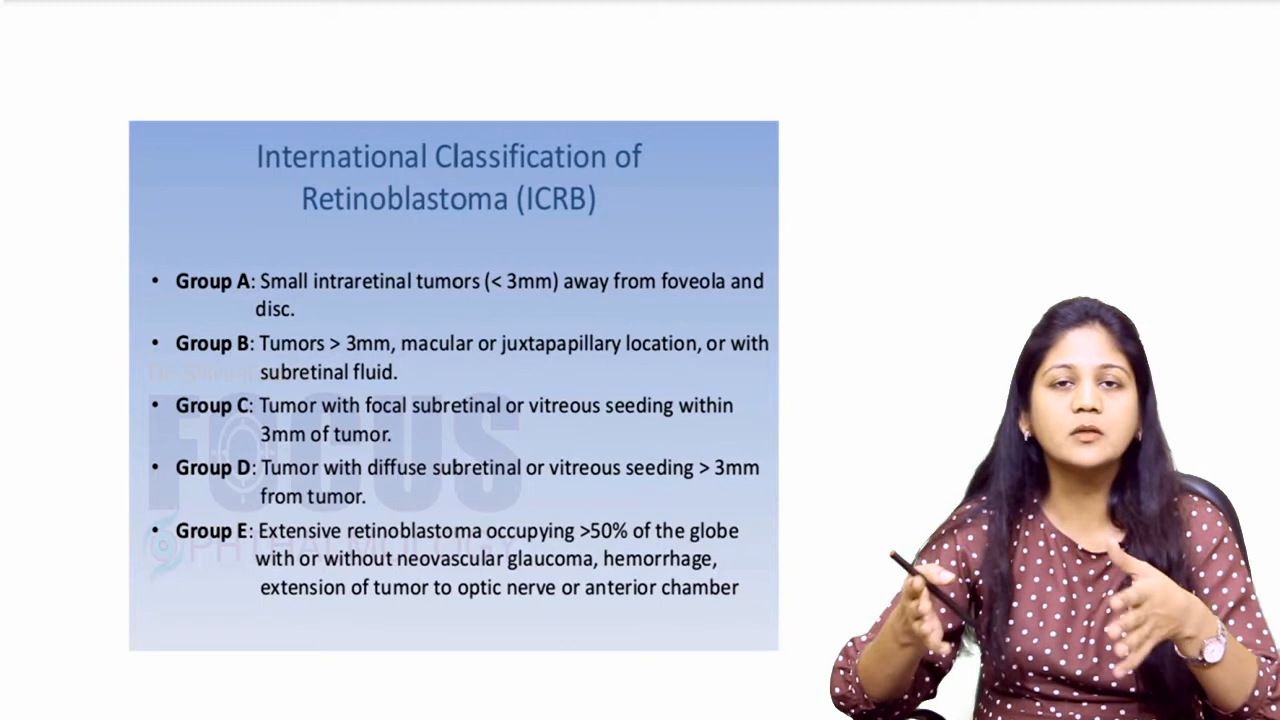 International Classification of
Retinoblastoma (ICRB)
• Group A: Small intraretinal tumors (< 3mm) away from foveola and
disc.
• Group B: Tumors > 3mm, macular or juxtapapillary location, or with
subretinal fluid.
• Group C: Tumor with focal subretinal or vitreous seeding within
3mm of tumor.
• Group D: Tumor with diffuse subretinal or vitreous seeding > 3mm
from tumor.
• Group E: Extensive retinoblastoma occupying >50% of the globe
with or without neovascular glaucoma, hemorrhage,
extension of tumor to optic nerve or anterior chamber
FOCUS
OPHTHALMOLOGY